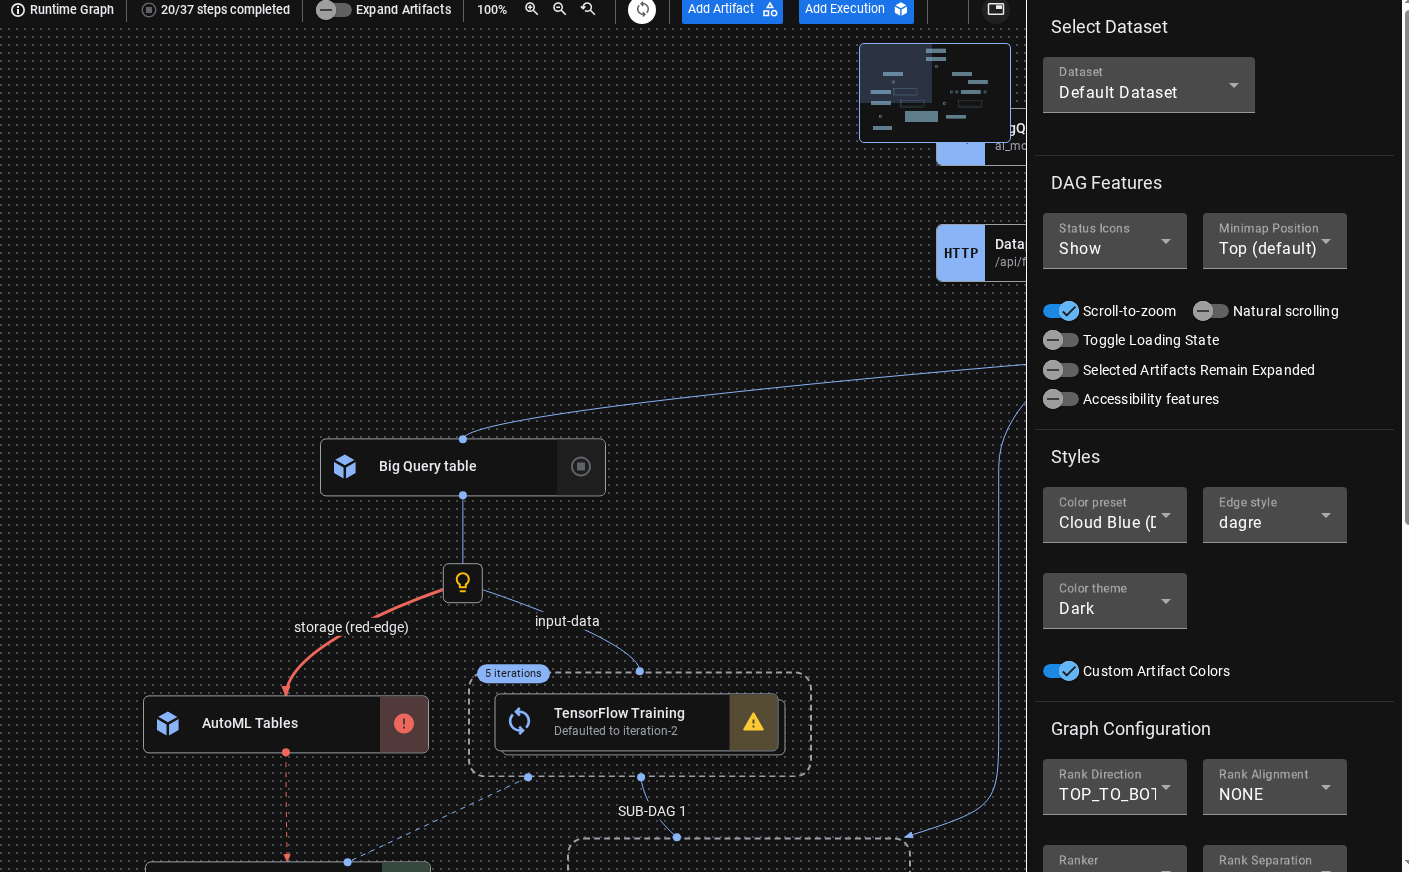 Runtime Graph
20/37 steps completed
Expand Artifacts
100%
Add Artifact
Add Execution
Select Dataset
Dataset
Default Dataset
DAG Features
Status Icons
Show
Minimap Position
Top (default)
Scroll-to-zoom
Natural scrolling
Toggle Loading State
Selected Artifacts Remain Expanded
Accessibility features
Styles
Color preset
Cloud Blue (D
Edge style
dagre
Color theme
Dark
Custom Artifact Colors
Graph Configuration
Rank Direction
TOP_TO_BOT
Rank Alignment
NONE
Ranker
Rank Separation
gQ
ai_mo
HTTP
Data
/api/f
Big Query table
storage (red-edge)
input-data
5 iterations
AutoML Tables
TensorFlow Training
Defaulted to iteration-2
SUB-DAG 1